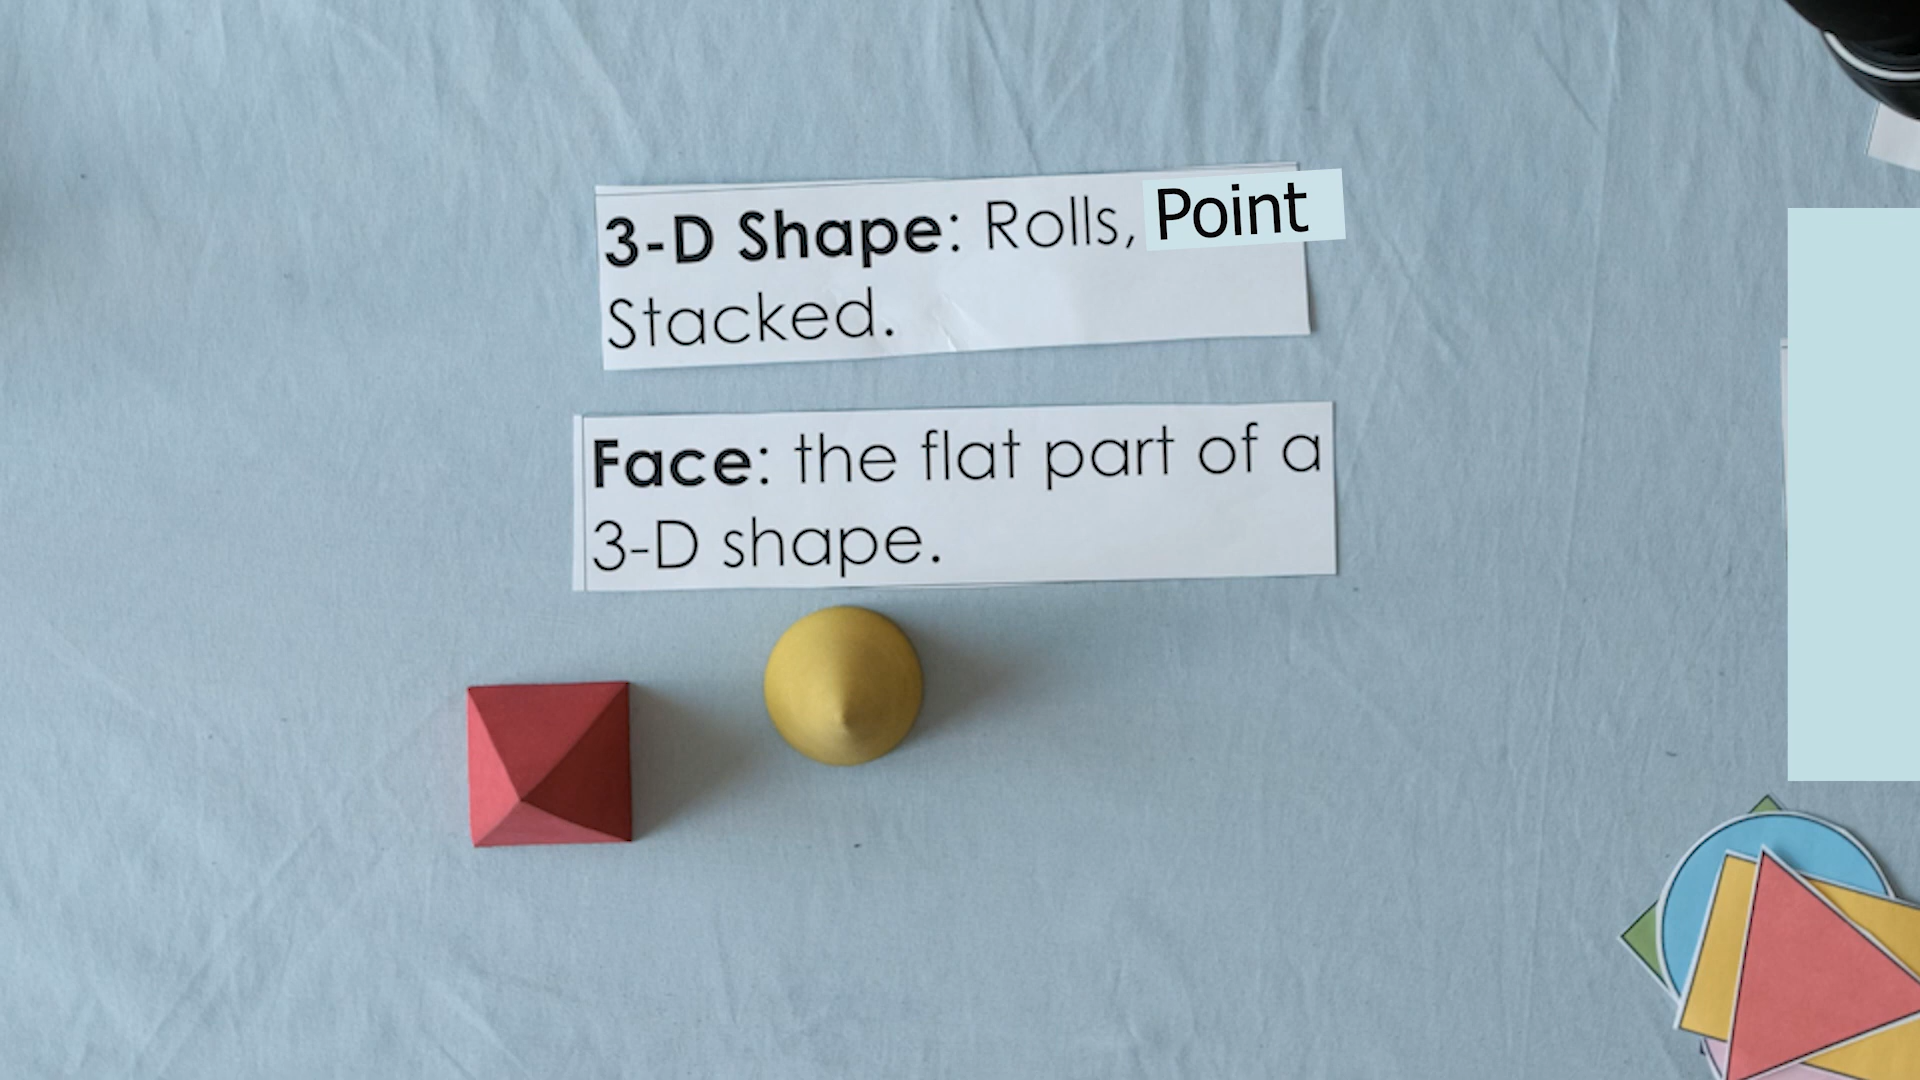 3-D Shape: Rolls, Point
Stacked.
Face: the flat part of a
3-D shape.